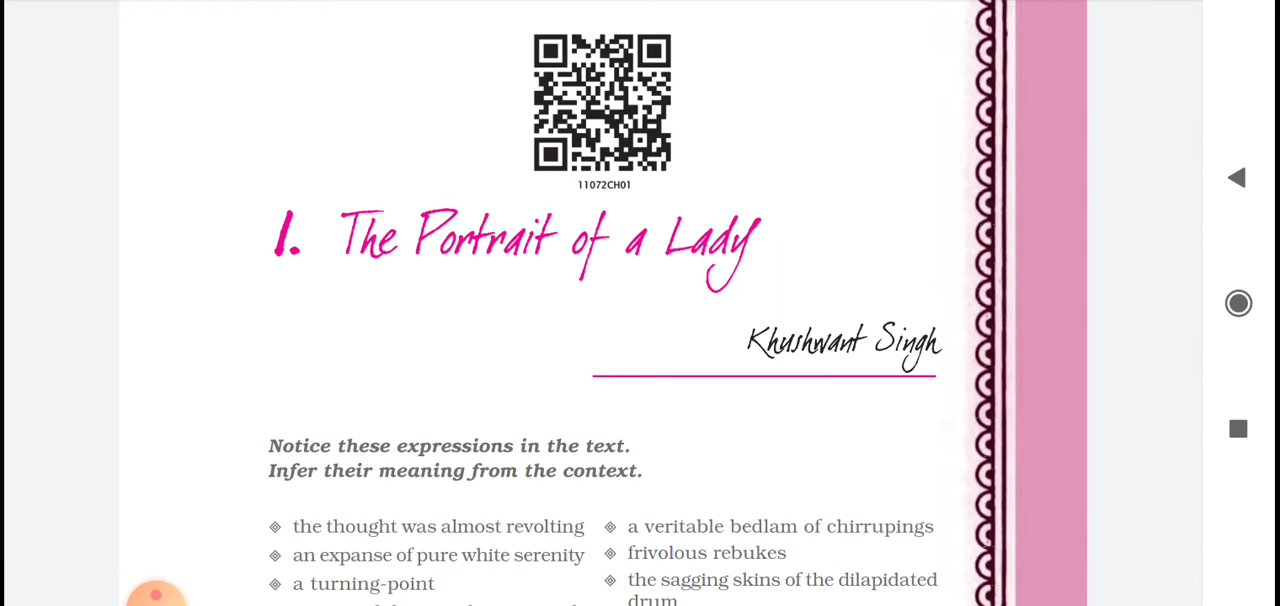 11072CH01
1. The Portrait of a Lady
Khushwant Singh
Notice these expressions in the text.
Infer their meaning from the context.
◈ the thought was almost revolting
◈ an expanse of pure white serenity
◈ a turning-point
◈ a veritable bedlam of chirrupings
◈ frivolous rebukes
◈ the sagging skins of the dilapidated
drum